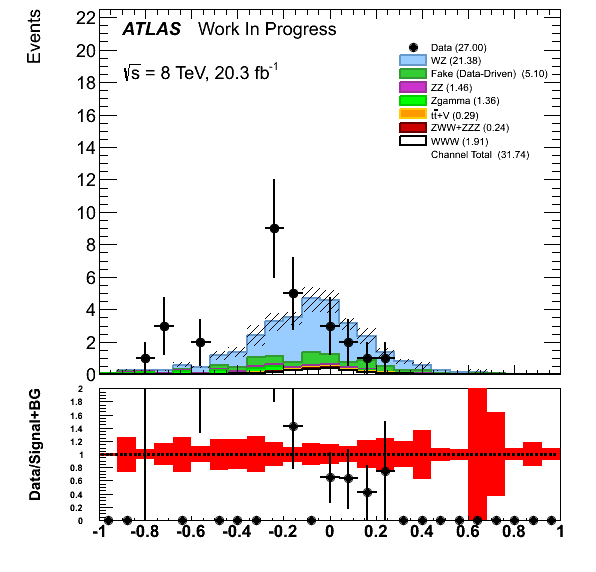 Events
22
20
18
16
14
12
10
8
6
4
2
0
ATLAS Work In Progress
√s = 8 TeV, 20.3 fb-1
Data (27.00)
WZ (21.38)
Fake (Data-Driven) (5.10)
ZZ (1.46)
Zgamma (1.36)
tt̄+V (0.29)
ZWW+ZZZ (0.24)
WWW (1.91)
Channel Total (31.74)
Data/Signal+BG
2
1.8
1.6
1.4
1.2
1
0.8
0.6
0.4
0.2
0
-1 -0.8 -0.6 -0.4 -0.2 0 0.2 0.4 0.6 0.8 1